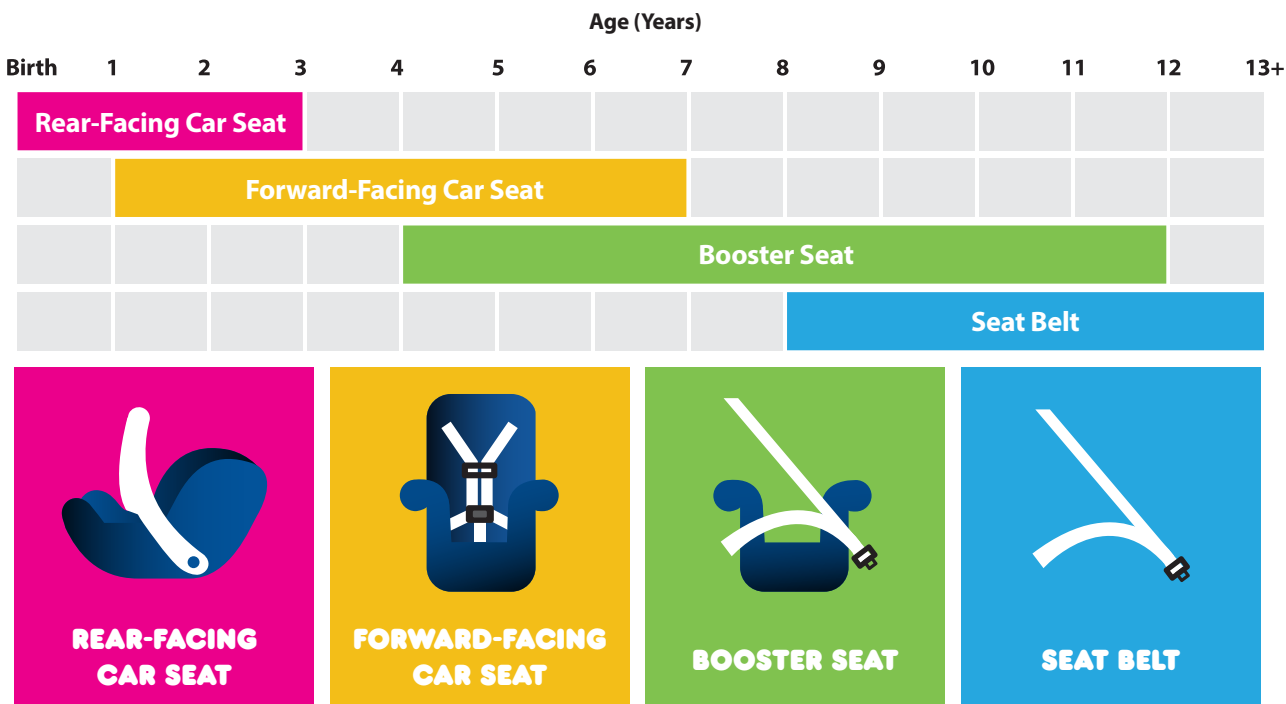 Age (Years)
Birth 1 2 3 4 5 6 7 8 9 10 11 12 13+
Rear-Facing Car Seat
Forward-Facing Car Seat
Booster Seat
Seat Belt
REAR-FACING
CAR SEAT
FORWARD-FACING
CAR SEAT
BOOSTER SEAT
SEAT BELT